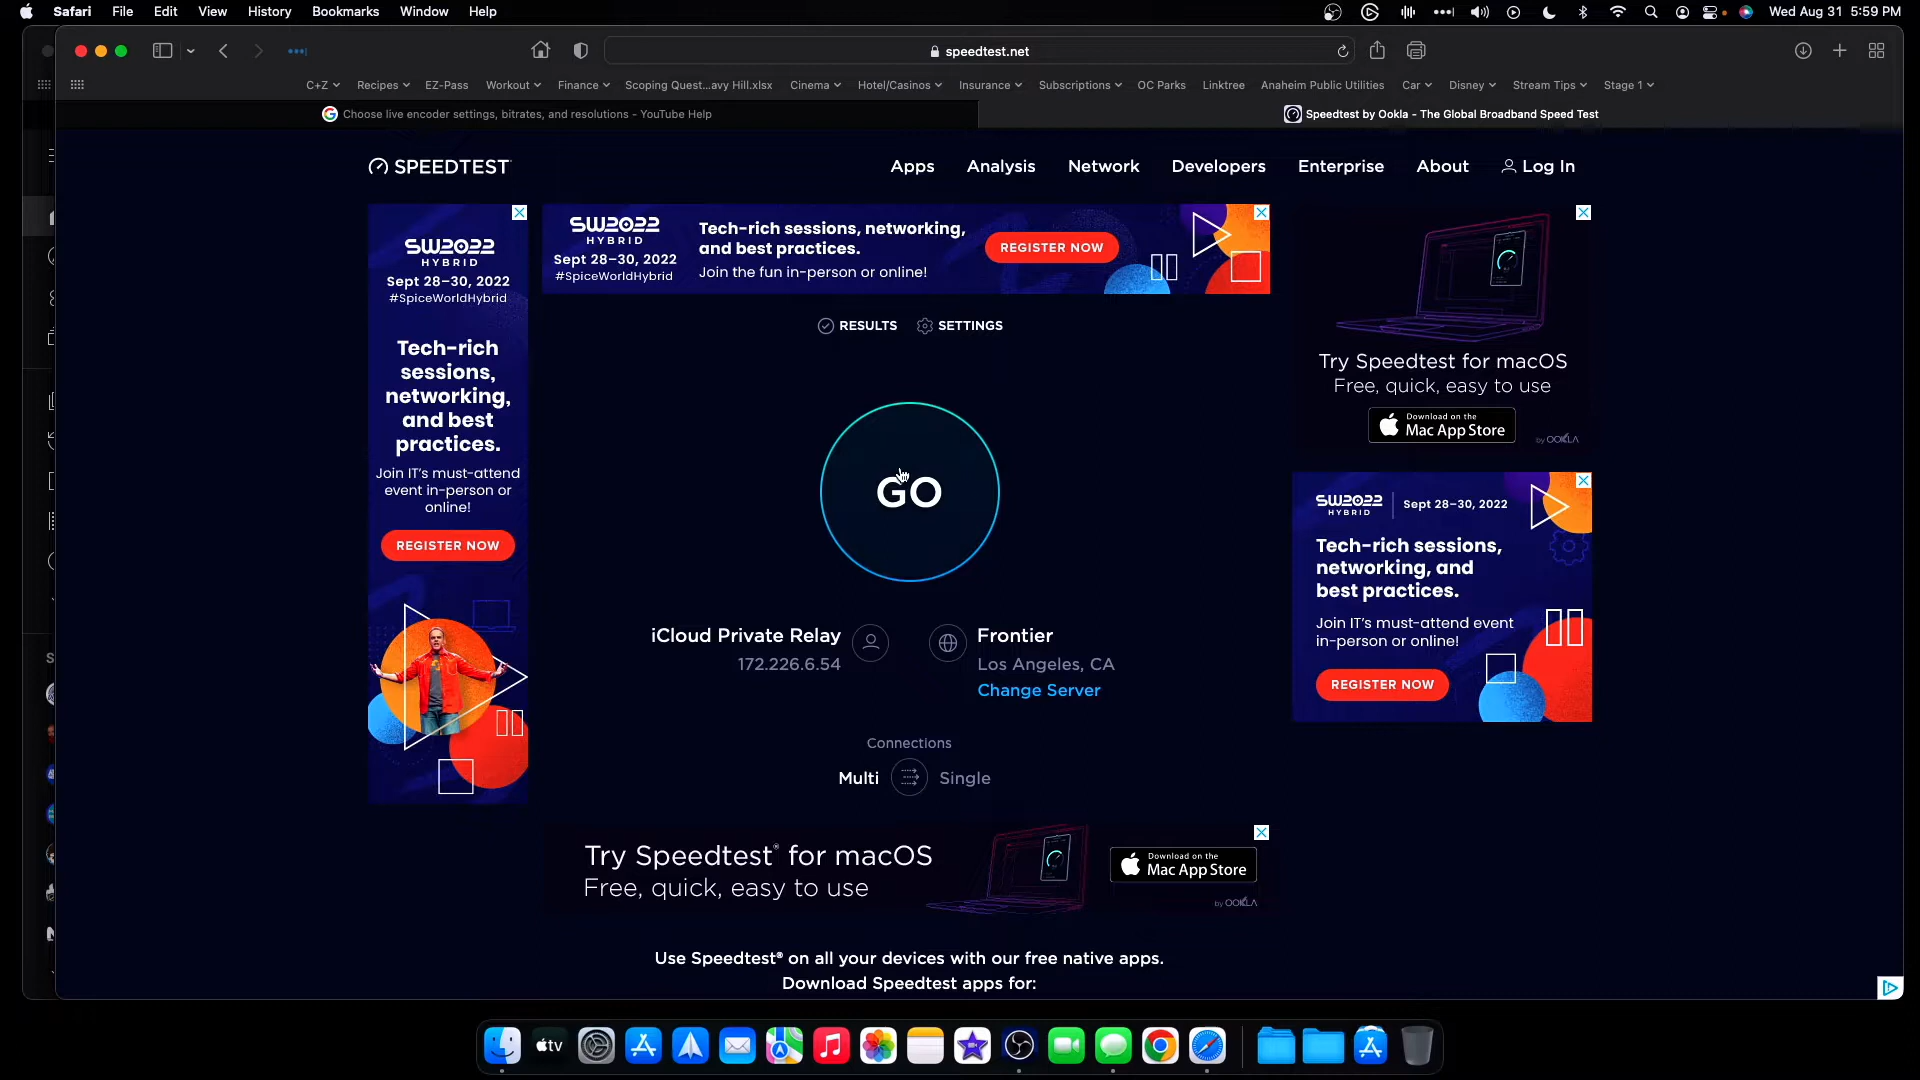 Safari File Edit View History Bookmarks Window Help
Wed Aug 31 5:59 PM
speedtest.net
C+Z Recipes EZ-Pass Workout Finance Scoping Quest...avy Hill.xlsx Cinema Hotel/Casinos Insurance Subscriptions OC Parks Linktree Anaheim Public Utilities Car Disney Stream Tips Stage 1
Choose live encoder settings, bitrates, and resolutions - YouTube Help
Speedtest by Ookla - The Global Broadband Speed Test
SPEEDTEST
Apps Analysis Network Developers Enterprise About Log In
SW2022
HYBRID
Sept 28–30, 2022
#SpiceWorldHybrid
Tech-rich
sessions,
networking,
and best
practices.
Join IT's must-attend
event in-person or
online!
REGISTER NOW
SW2022
HYBRID
Sept 28–30, 2022
#SpiceWorldHybrid
Tech-rich sessions, networking,
and best practices.
Join the fun in-person or online!
REGISTER NOW
RESULTS SETTINGS
GO
iCloud Private Relay
172.226.6.54
Frontier
Los Angeles, CA
Change Server
Connections
Multi Single
Try Speedtest for macOS
Free, quick, easy to use
Download on the
Mac App Store
by OOKLA
SW2022
HYBRID
Sept 28–30, 2022
Tech-rich sessions,
networking, and
best practices.
Join IT's must-attend event
in-person or online!
REGISTER NOW
Try Speedtest® for macOS
Free, quick, easy to use
Download on the
Mac App Store
by OOKLA
Use Speedtest® on all your devices with our free native apps.
Download Speedtest apps for:
tv